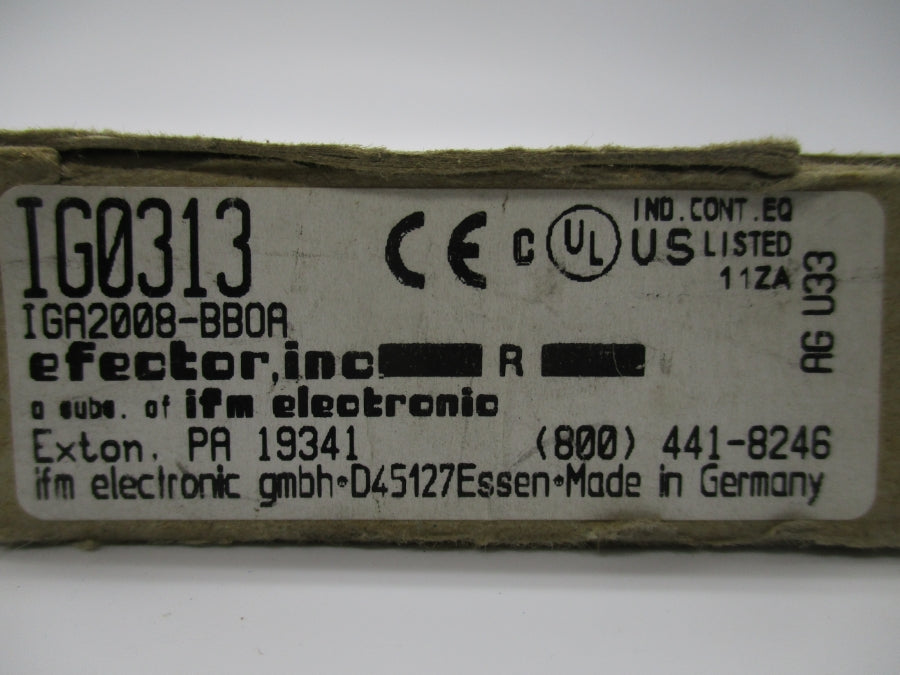 IG0313
IGA2008-BBOA
efector,inc. R
a subs. of ifm electronic
Exton, PA 19341 (800) 441-8246
ifm electronic gmbh•D45127Essen•Made in Germany
CE
C UL US
IND.CONT.EQ
LISTED
11ZA
AG U33